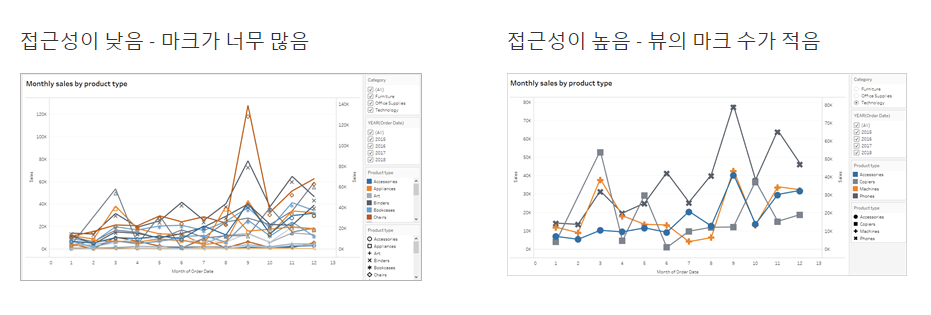 접근성이 낮음 - 마크가 너무 많음
Monthly sales by product type
120K
100K
80K
60K
40K
20K
0K
Sales
1 2 3 4 5 6 7 8 9 10 11 12 13
Month of Order Date
140K
120K
100K
80K
60K
40K
20K
0K
Sales
Category
(All)
Furniture
Office Supplies
Technology
YEAR(Order Date)
(All)
2015
2016
2017
2018
Product type
Accessories
Appliances
Art
Binders
Bookcases
Chairs
Product type
Accessories
Appliances
Art
Binders
Bookcases
Chairs
접근성이 높음 - 뷰의 마크 수가 적음
Monthly sales by product type
80K
70K
60K
50K
40K
30K
20K
10K
0K
Sales
0 1 2 3 4 5 6 7 8 9 10 11 12 13
Month of Order Date
80K
70K
60K
50K
40K
30K
20K
10K
0K
Sales
Category
Furniture
Office Supplies
Technology
YEAR(Order Date)
(All)
2015
2016
2017
2018
Product type
Accessories
Copiers
Machines
Phones
Product type
Accessories
Copiers
Machines
Phones